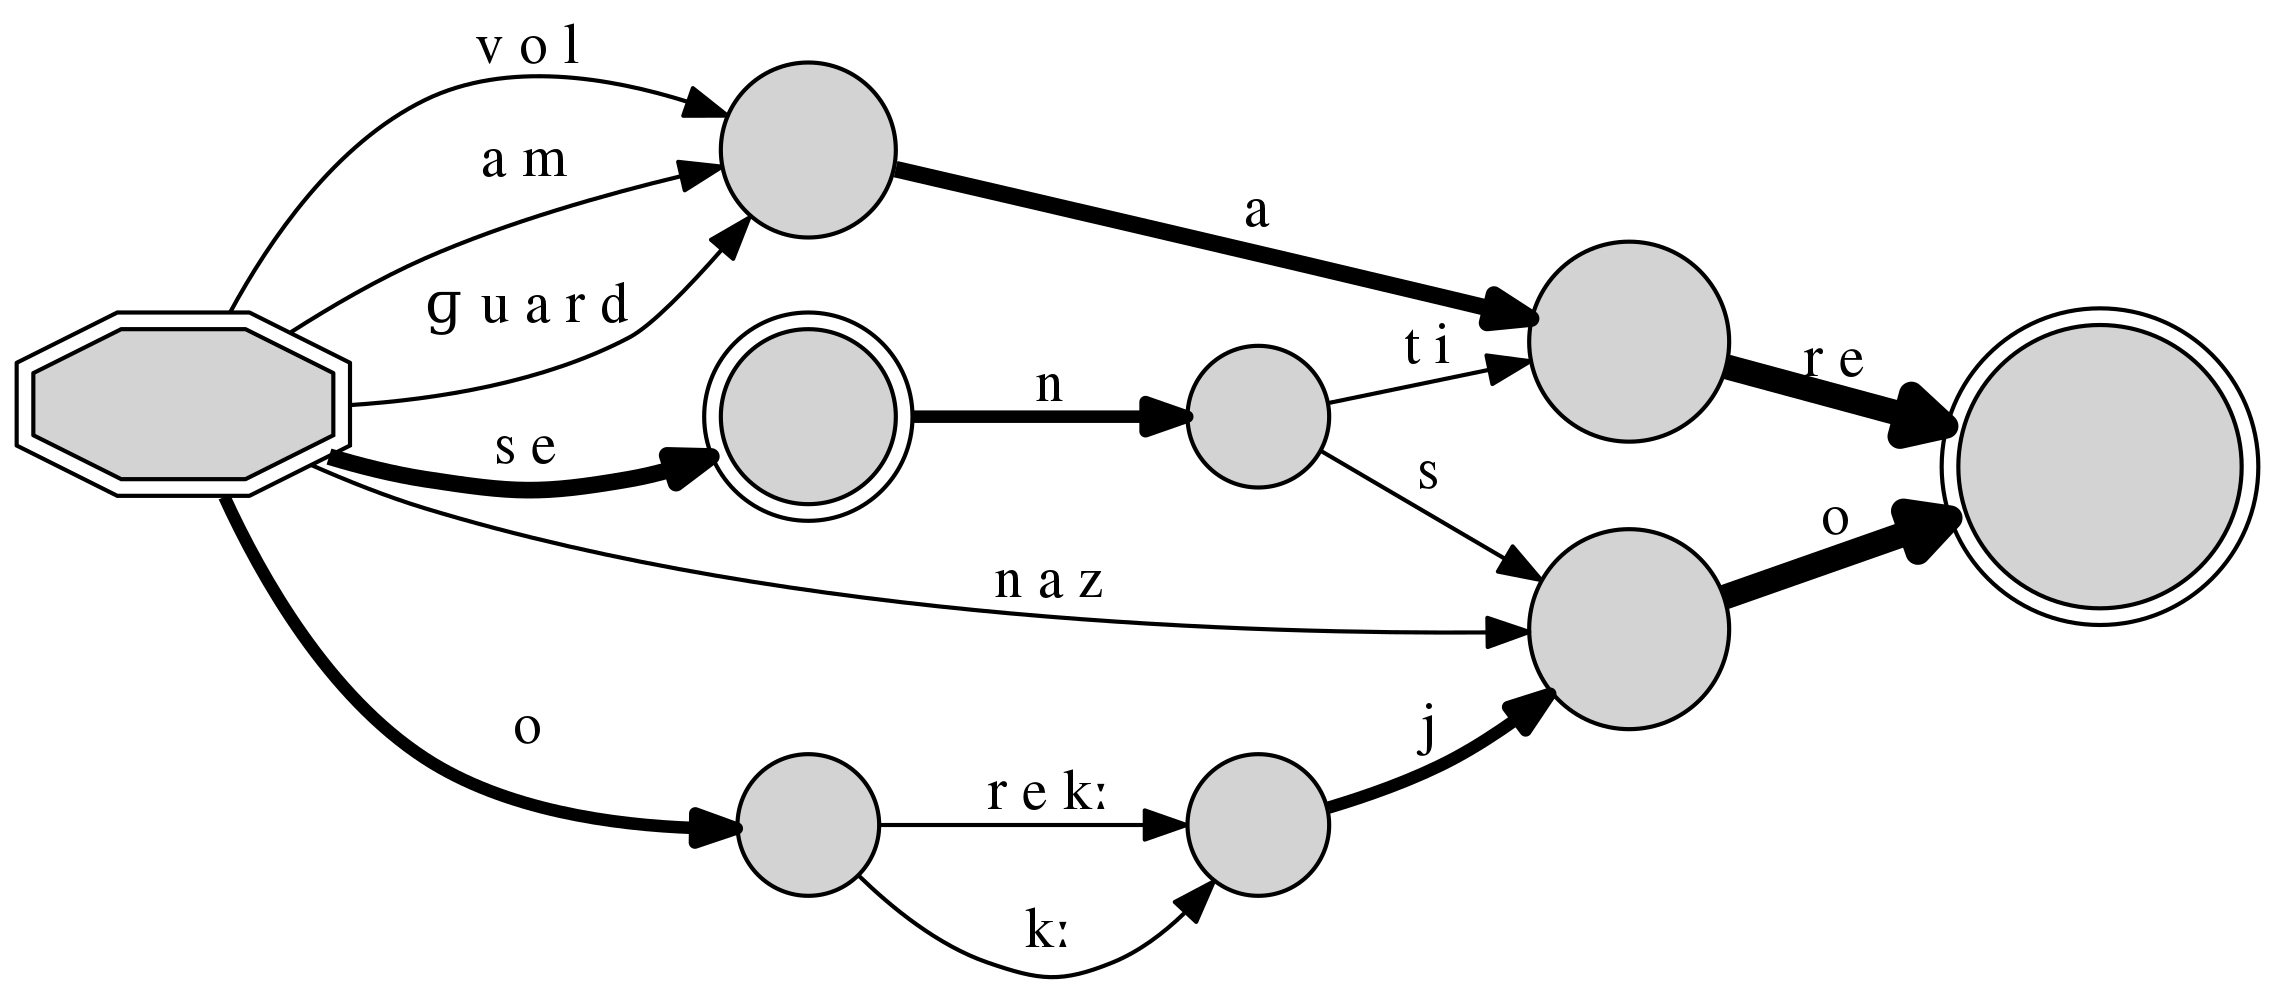 v o l
a m
ɡ u a r d
s e
n
a
t i
s
r e
n a z
o
o
r e kː
kː
j